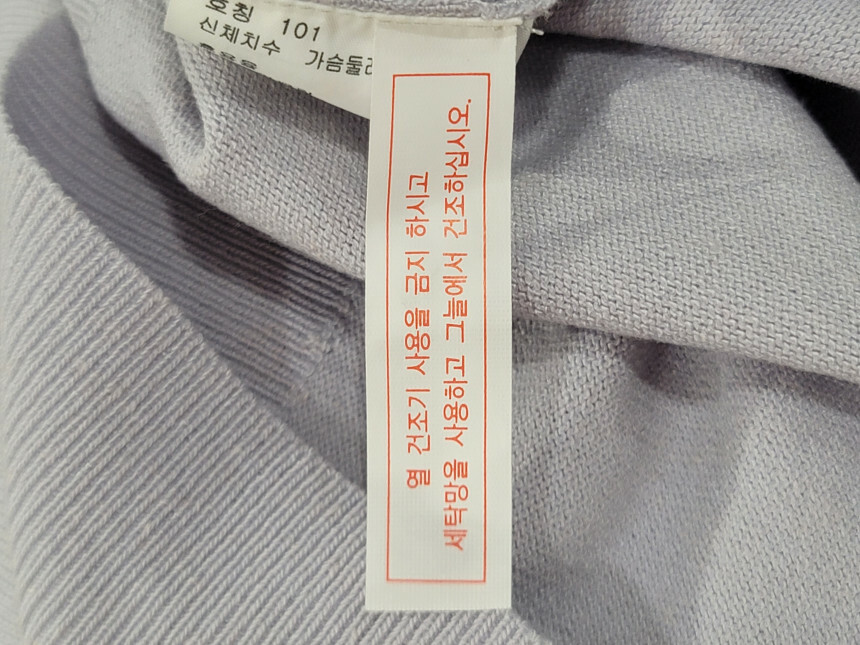 호칭 101
신체치수 가슴둘레
열 건조기 사용을 금지 하시고
세탁망을 사용하고 그늘에서 건조하십시오.